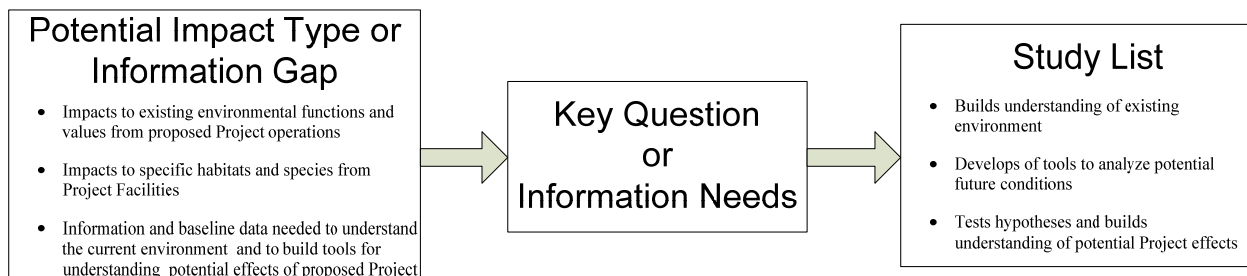 Potential Impact Type or
Information Gap
• Impacts to existing environmental functions and
values from proposed Project operations
• Impacts to specific habitats and species from
Project Facilities
• Information and baseline data needed to understand
the current environment and to build tools for
understanding potential effects of proposed Project
Key Question
or
Information Needs
Study List
• Builds understanding of existing
environment
• Develops of tools to analyze potential
future conditions
• Tests hypotheses and builds
understanding of potential Project effects